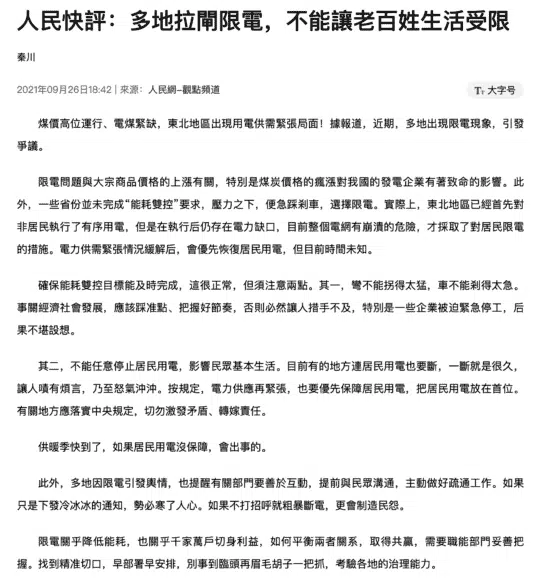 人民快評：多地拉閘限電，不能讓老百姓生活受限
秦川
2021年09月26日18:42 | 來源：人民網-觀點頻道
TT 大字号
煤價高位運行、電煤緊缺，東北地區出現用電供需緊張局面！據報道，近期，多地出現限電現象，引發
爭議。
限電問題與大宗商品價格的上漲有關，特別是煤炭價格的瘋漲對我國的發電企業有著致命的影響。此
外，一些省份並未完成“能耗雙控”要求，壓力之下，便急踩剎車，選擇限電。實際上，東北地區已經首先對
非居民執行了有序用電，但是在執行后仍存在電力缺口，目前整個電網有崩潰的危險，才採取了對居民限電
的措施。電力供需緊張情況緩解后，會優先恢復居民用電，但目前時間未知。
確保能耗雙控目標能及時完成，這很正常，但須注意兩點。其一，彎不能拐得太猛，車不能剎得太急。
事關經濟社會發展，應該踩准點、把握好節奏，否則必然讓人措手不及，特別是一些企業被迫緊急停工，后
果不堪設想。
其二，不能任意停止居民用電，影響民眾基本生活。目前有的地方連居民用電也要斷，一斷就是很久，
讓人嘖有煩言，乃至怒氣沖沖。按規定，電力供應再緊張，也要優先保障居民用電，把居民用電放在首位。
有關地方應落實中央規定，切勿激發矛盾、轉嫁責任。
供暖季快到了，如果居民用電沒保障，會出事的。
此外，多地因限電引發輿情，也提醒有關部門要善於互動，提前與民眾溝通，主動做好疏通工作。如果
只是下發冷冰冰的通知，勢必寒了人心。如果不打招呼就粗暴斷電，更會制造民怨。
限電關乎降低能耗，也關乎千家萬戶切身利益，如何平衡兩者關系，取得共贏，需要職能部門妥善把
握。找到精准切口，早部署早安排，別事到臨頭再眉毛胡子一把抓，考驗各地的治理能力。